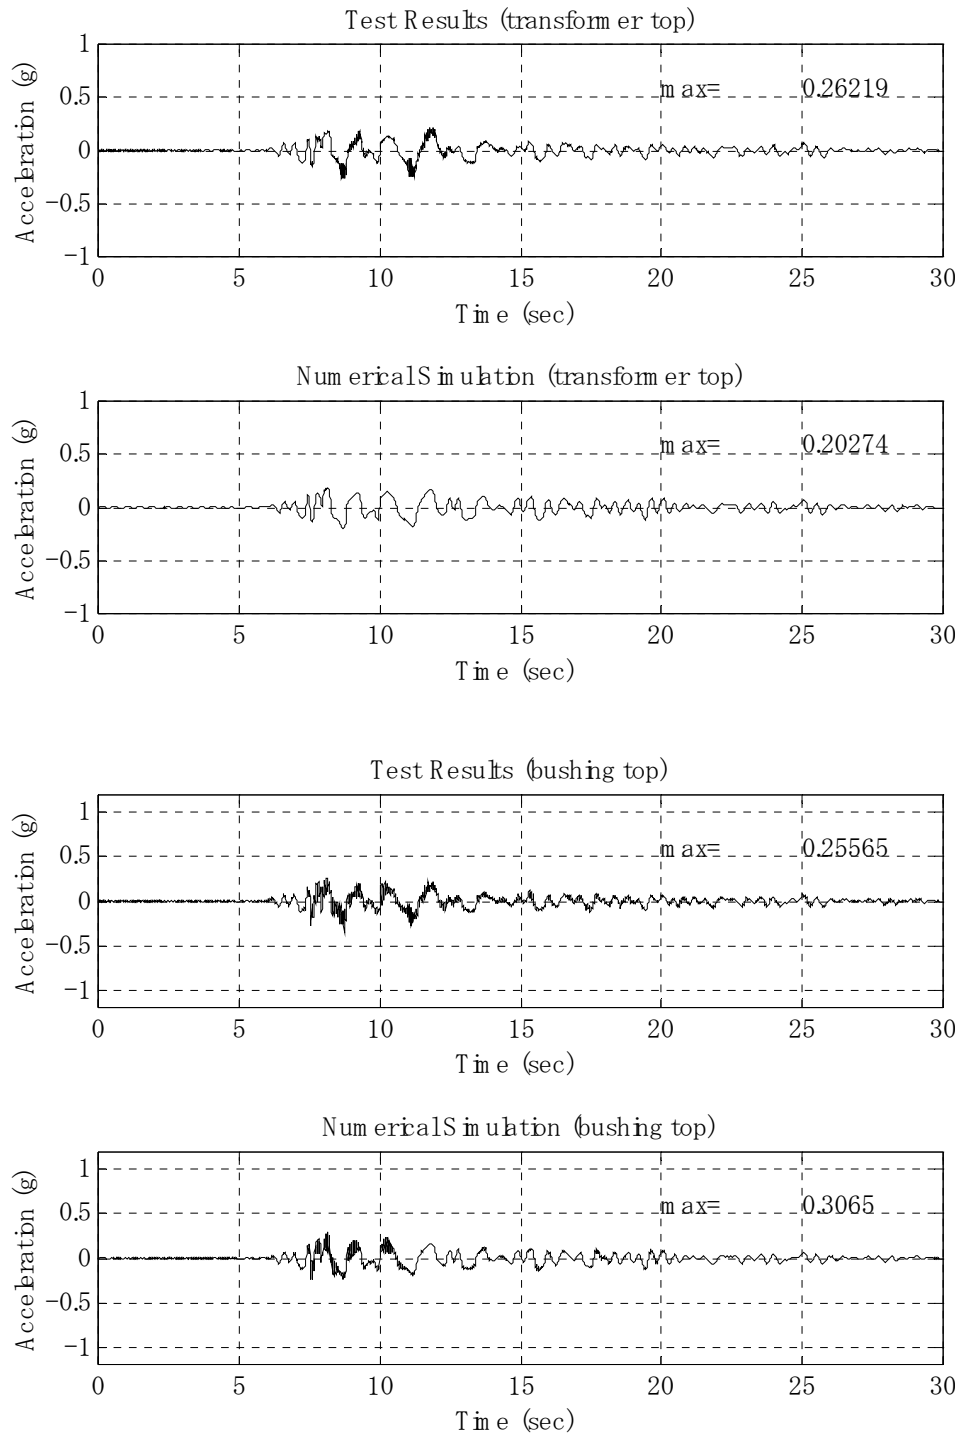 Test Results (transformer top)
1
0.5
0
-0.5
-1
Acceleration (g)
max= 0.26219
0 5 10 15 20 25 30
Time (sec)
Numerical Simulation (transformer top)
1
0.5
0
-0.5
-1
Acceleration (g)
max= 0.20274
0 5 10 15 20 25 30
Time (sec)
Test Results (bushing top)
1
0.5
0
-0.5
-1
Acceleration (g)
max= 0.25565
0 5 10 15 20 25 30
Time (sec)
Numerical Simulation (bushing top)
1
0.5
0
-0.5
-1
Acceleration (g)
max= 0.3065
0 5 10 15 20 25 30
Time (sec)